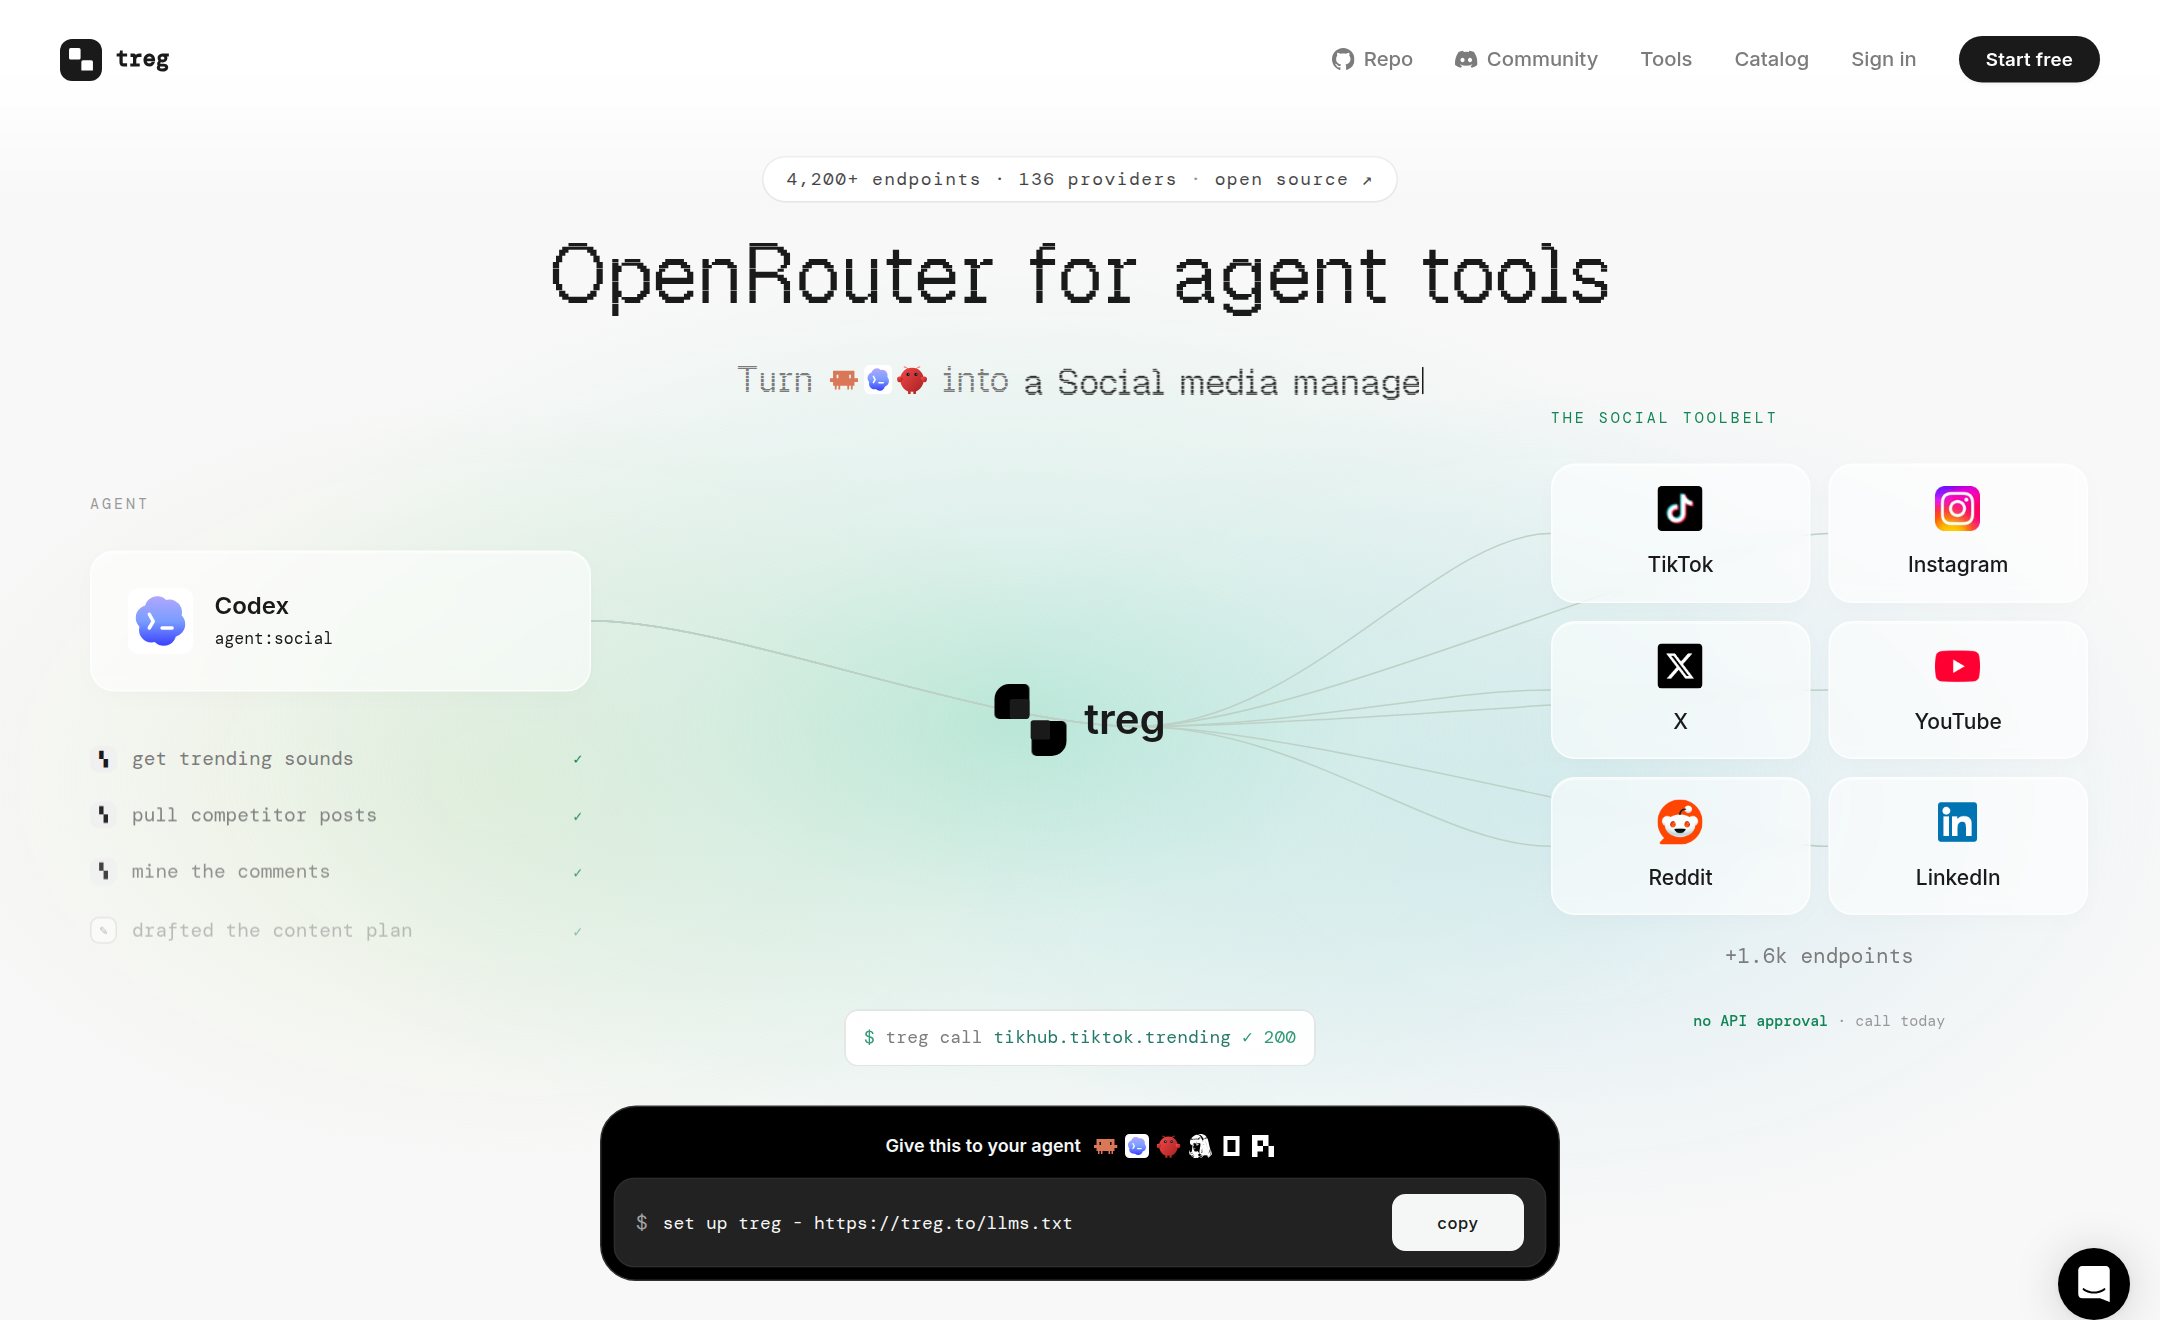 treg
Repo
Community
Tools
Catalog
Sign in
Start free
4,200+ endpoints · 136 providers · open source ↗
OpenRouter for agent tools
Turn into a Social media manage
THE SOCIAL TOOLBELT
AGENT
Codex
agent:social
get trending sounds ✓
pull competitor posts ✓
mine the comments ✓
drafted the content plan ✓
treg
TikTok
Instagram
X
YouTube
Reddit
LinkedIn
+1.6k endpoints
no API approval · call today
$ treg call tikhub.tiktok.trending ✓ 200
Give this to your agent
$ set up treg - https://treg.to/llms.txt
copy